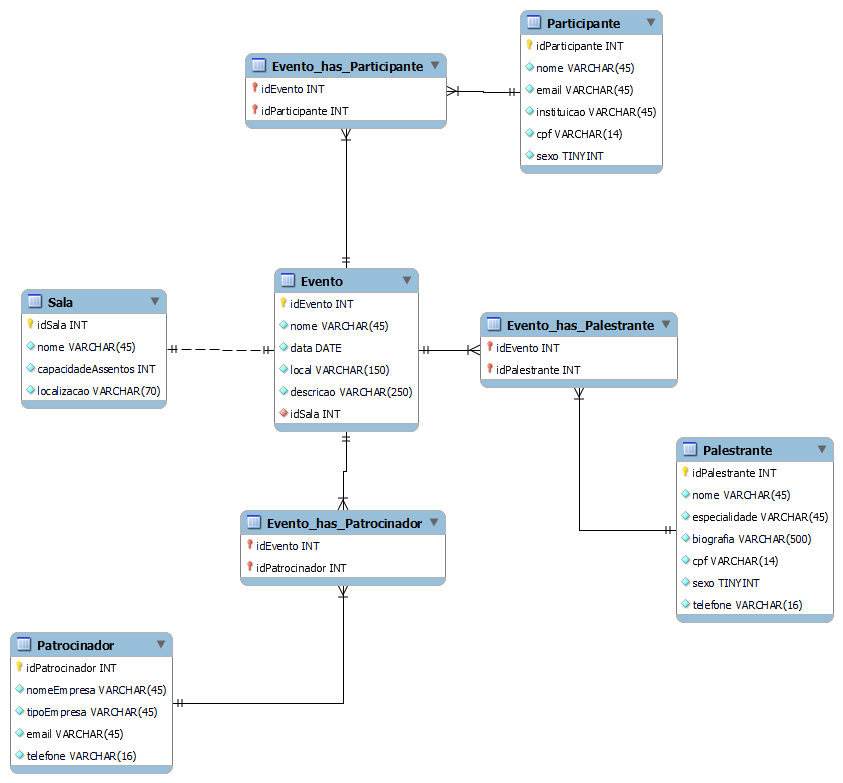 Participante
idParticipante INT
nome VARCHAR(45)
email VARCHAR(45)
instituicao VARCHAR(45)
cpf VARCHAR(14)
sexo TINYINT
Evento_has_Participante
idEvento INT
idParticipante INT
Evento
idEvento INT
nome VARCHAR(45)
data DATE
local VARCHAR(150)
descricao VARCHAR(250)
idSala INT
Sala
idSala INT
nome VARCHAR(45)
capacidadeAssentos INT
localizacao VARCHAR(70)
Evento_has_Palestrante
idEvento INT
idPalestrante INT
Palestrante
idPalestrante INT
nome VARCHAR(45)
especialidade VARCHAR(45)
biografia VARCHAR(500)
cpf VARCHAR(14)
sexo TINYINT
telefone VARCHAR(16)
Evento_has_Patrocinador
idEvento INT
idPatrocinador INT
Patrocinador
idPatrocinador INT
nomeEmpresa VARCHAR(45)
tipoEmpresa VARCHAR(45)
email VARCHAR(45)
telefone VARCHAR(16)